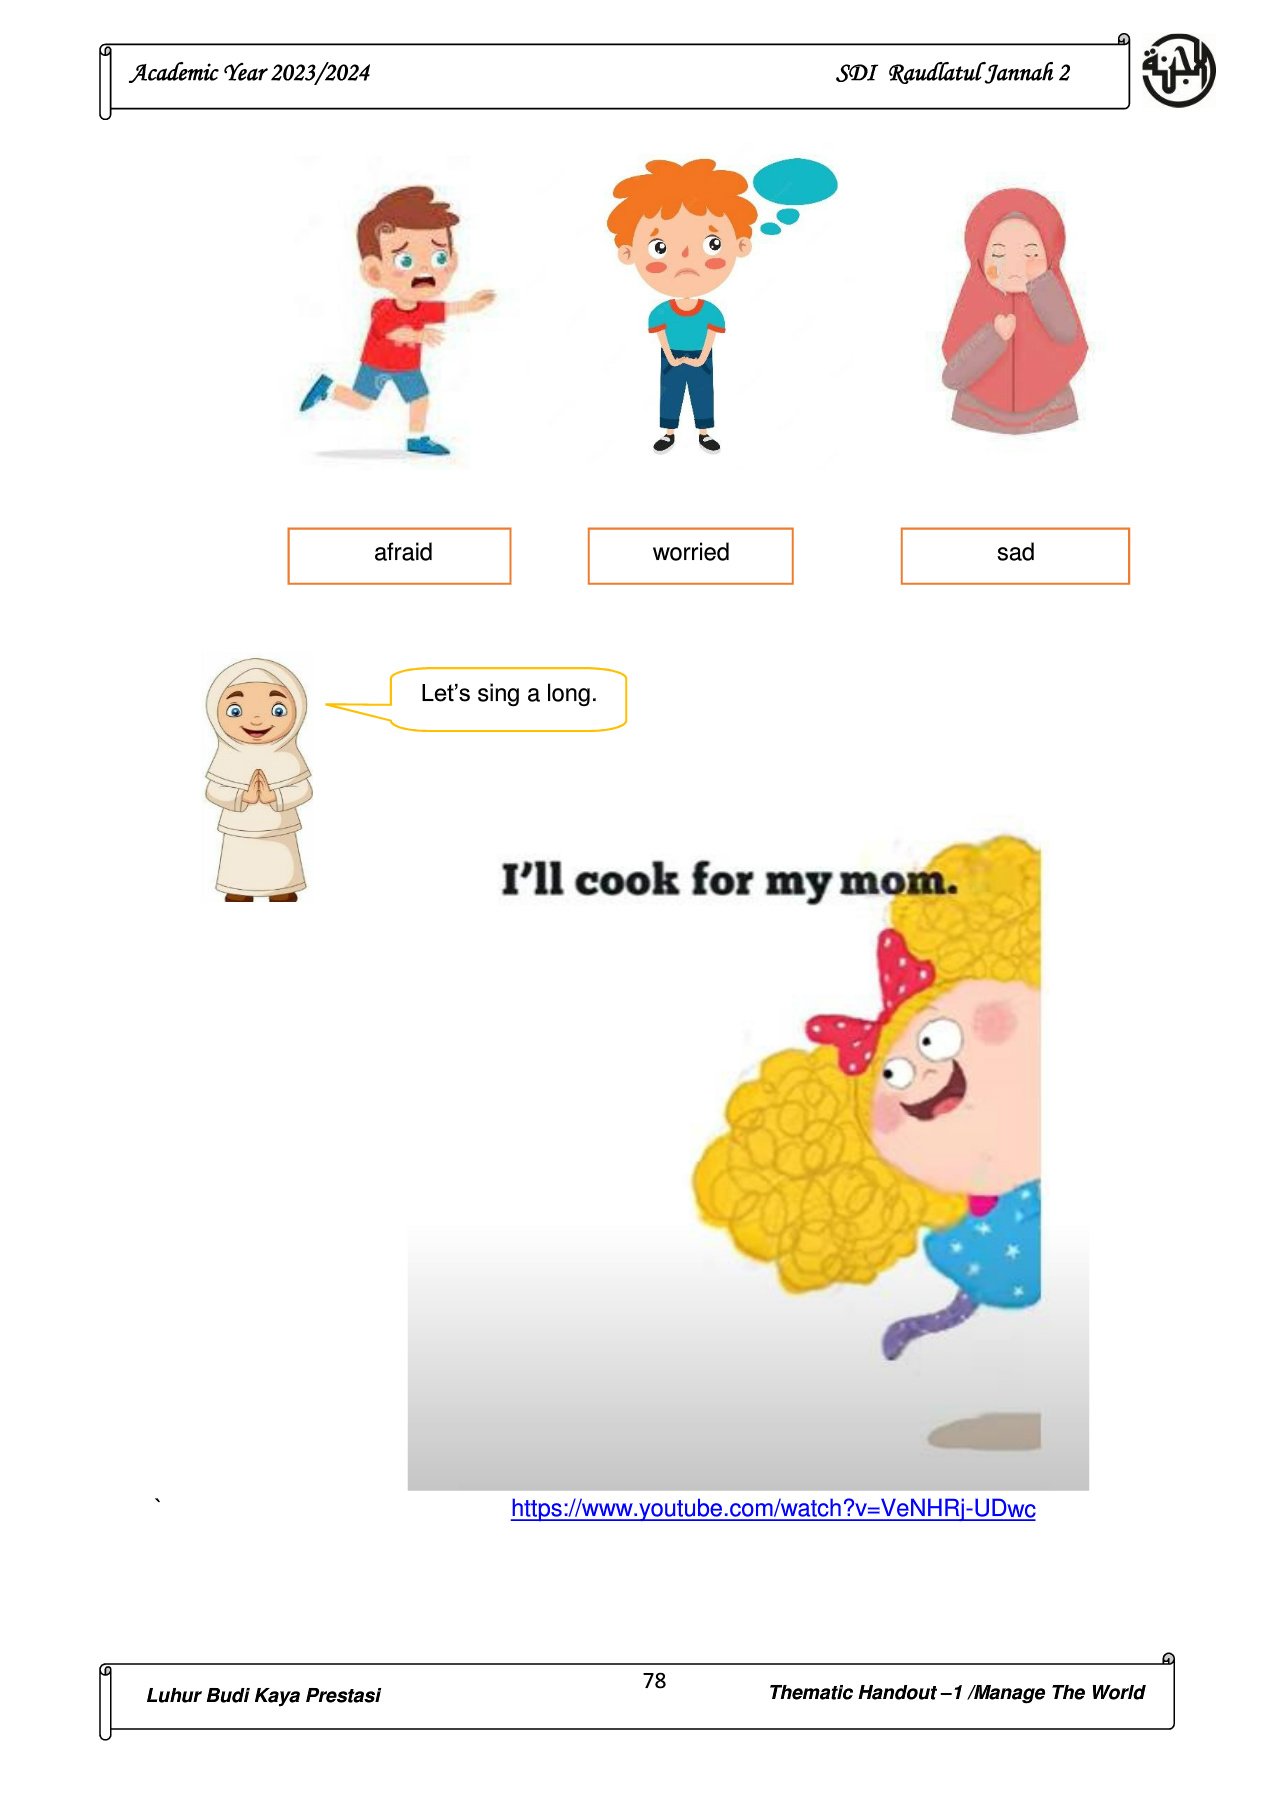 Academic Year 2023/2024 SDI Raudlatul Jannah 2
afraid worried sad
Let's sing a long.
I'll cook for my mom.
` https://www.youtube.com/watch?v=VeNHRj-UDwc
78
Luhur Budi Kaya Prestasi Thematic Handout –1 /Manage The World